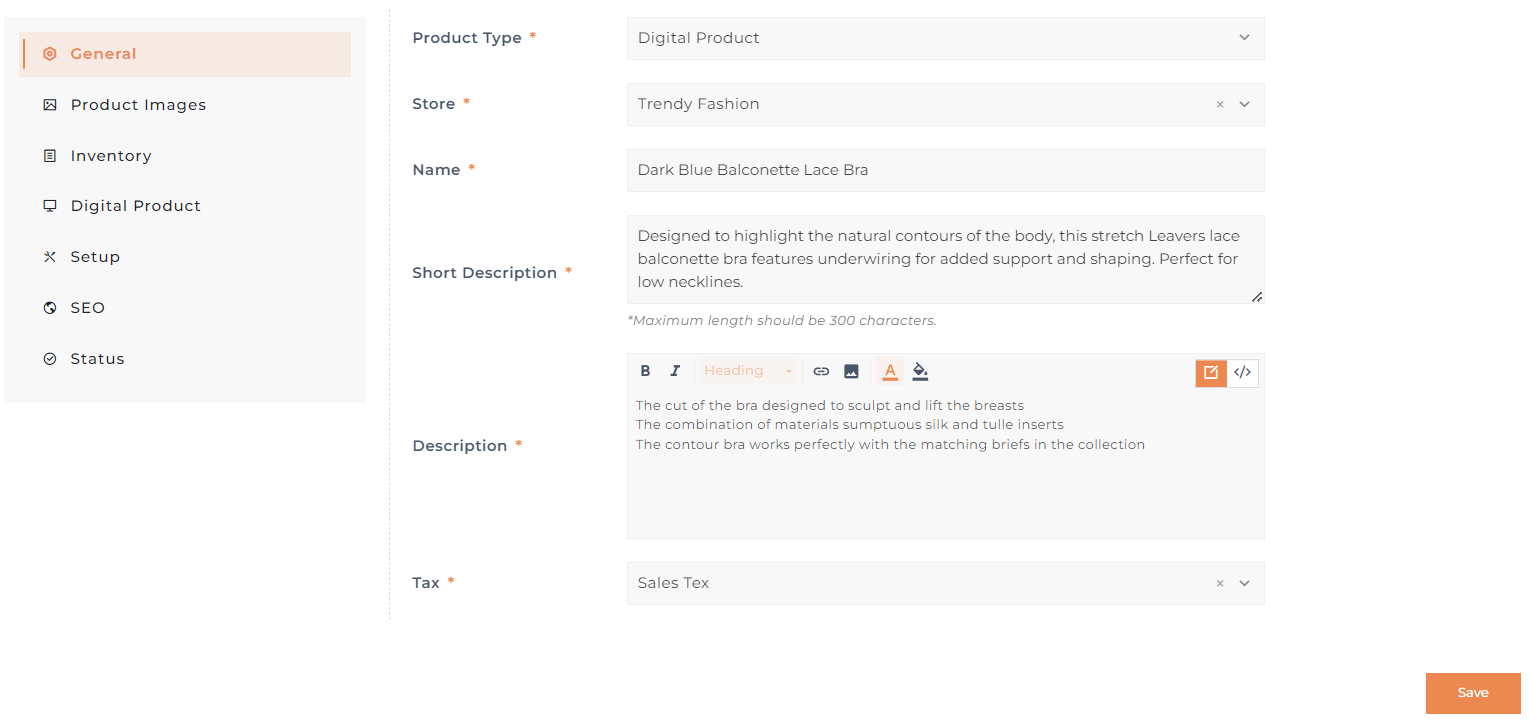 General
Product Images
Inventory
Digital Product
Setup
SEO
Status
Product Type *
Digital Product
Store *
Trendy Fashion
Name *
Dark Blue Balconette Lace Bra
Short Description *
Designed to highlight the natural contours of the body, this stretch Leavers lace
balconette bra features underwiring for added support and shaping. Perfect for
low necklines.
*Maximum length should be 300 characters.
Description *
B I Heading A </>
The cut of the bra designed to sculpt and lift the breasts
The combination of materials sumptuous silk and tulle inserts
The contour bra works perfectly with the matching briefs in the collection
Tax *
Sales Tex
Save